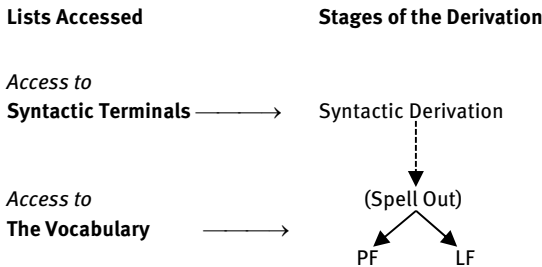 Lists Accessed Stages of the Derivation
Access to
Syntactic Terminals Syntactic Derivation
Access to (Spell Out)
The Vocabulary
PF LF